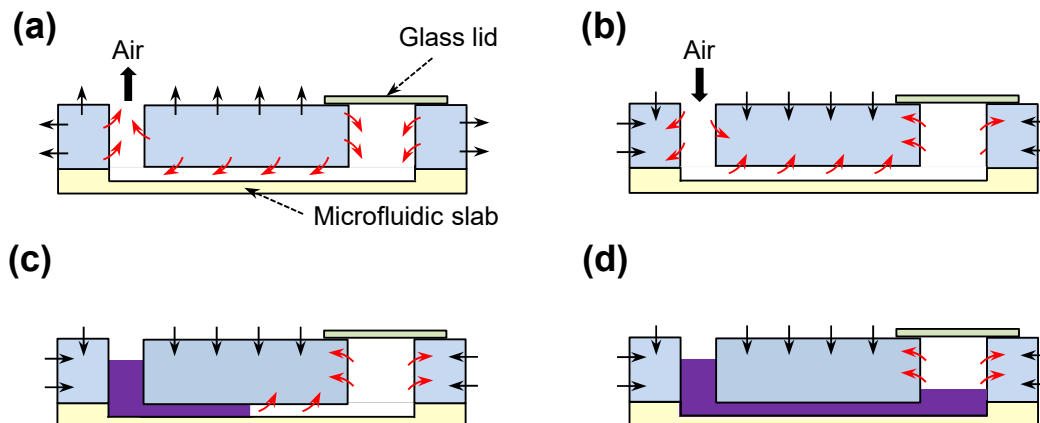 (a)
Air
Glass lid
Microfluidic slab
(b)
Air
(c)
(d)